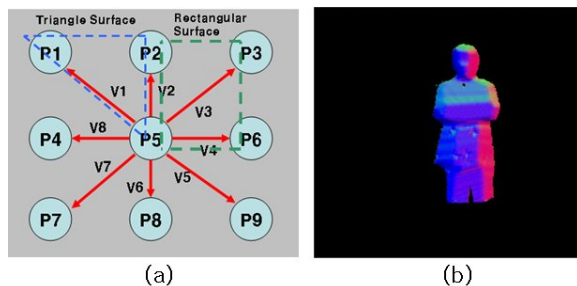 Triangle Surface
Rectangular
Surface
P1 P2 P3
V1 V2 V3
P4 V8 P5 V4 P6
V7 V6 V5
P7 P8 P9
(a) (b)